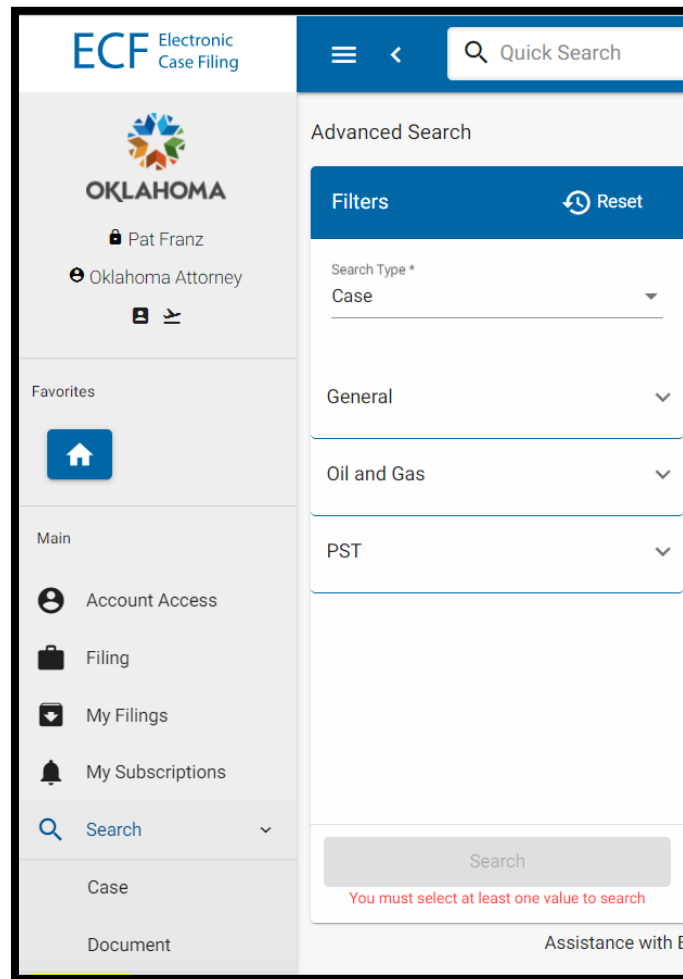 ECF Electronic
Case Filing
Quick Search
OKLAHOMA
Pat Franz
Oklahoma Attorney
Favorites
Main
Account Access
Filing
My Filings
My Subscriptions
Search
Case
Document
Advanced Search
Filters
Reset
Search Type *
Case
General
Oil and Gas
PST
Search
You must select at least one value to search
Assistance with E